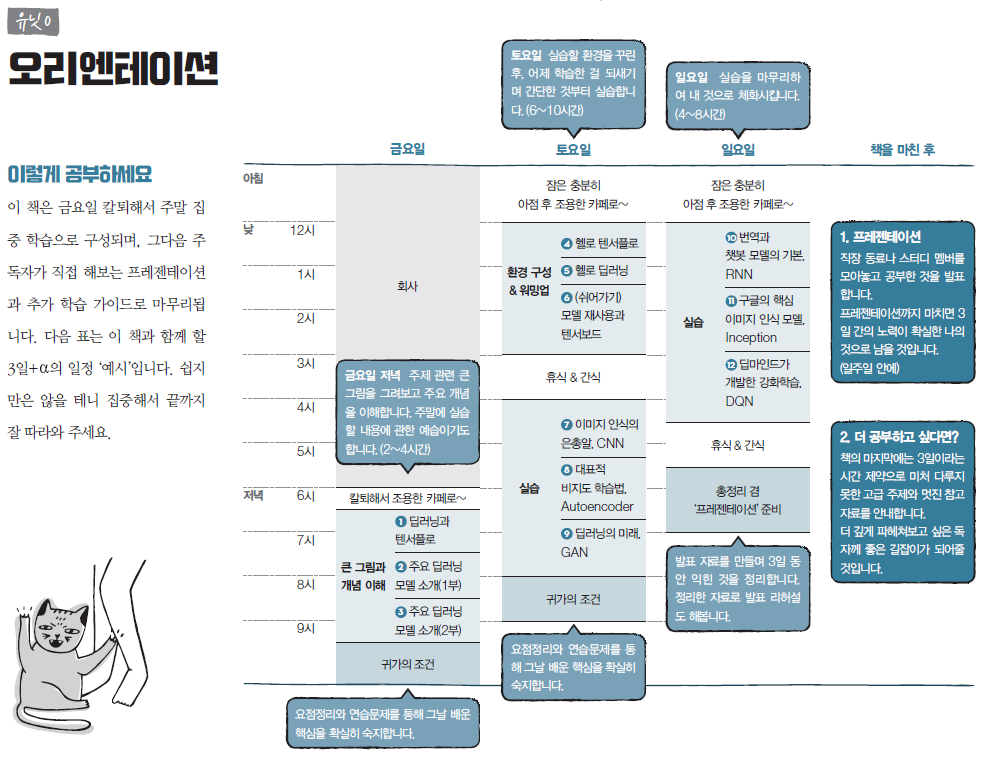 유닛 0
오리엔테이션
이렇게 공부하세요
이 책은 금요일 칼퇴해서 주말 집
중 학습으로 구성되며, 그다음 주
독자가 직접 해보는 프레젠테이션
과 추가 학습 가이드로 마무리됩
니다. 다음 표는 이 책과 함께 할
3일+α의 일정 '예시'입니다. 쉽지
만은 않을 테니 집중해서 끝까지
잘 따라와 주세요.
토요일 실습할 환경을 꾸린
후, 어제 학습한 걸 되새기
며 간단한 것부터 실습합니
다. (6~10시간)
일요일 실습을 마무리하
여 내 것으로 체화시킵니다.
(4~8시간)
금요일
토요일
일요일
책을 마친 후
아침
낮
12시
1시
2시
3시
4시
5시
저녁
6시
7시
8시
9시
회사
금요일 저녁 주제 관련 큰
그림을 그려보고 주요 개념
을 이해합니다. 주말에 실습
할 내용에 관한 예습이기도
합니다. (2~4시간)
칼퇴해서 조용한 카페로~
큰 그림과
개념 이해
❶ 딥러닝과
텐서플로
❷ 주요 딥러닝
모델 소개(1부)
❸ 주요 딥러닝
모델 소개(2부)
귀가의 조건
요점정리와 연습문제를 통해 그날 배운
핵심을 확실히 숙지합니다.
잠은 충분히
아점 후 조용한 카페로~
환경 구성
& 워밍업
❹ 헬로 텐서플로
❺ 헬로 딥러닝
❻ (쉬어가기)
모델 재사용과
텐서보드
휴식 & 간식
실습
❼ 이미지 인식의
은총알, CNN
❽ 대표적
비지도 학습법,
Autoencoder
❾ 딥러닝의 미래,
GAN
귀가의 조건
요점정리와 연습문제를 통
해 그날 배운 핵심을 확실히
숙지합니다.
잠은 충분히
아점 후 조용한 카페로~
실습
❿ 번역과
챗봇 모델의 기본,
RNN
⓫ 구글의 핵심
이미지 인식 모델,
Inception
⓬ 딥마인드가
개발한 강화학습,
DQN
휴식 & 간식
총정리 겸
'프레젠테이션' 준비
발표 자료를 만들며 3일 동
안 익힌 것을 정리합니다.
정리한 자료로 발표 리허설
도 해봅니다.
1. 프레젠테이션
직장 동료나 스터디 멤버를
모아놓고 공부한 것을 발표
합니다.
프레젠테이션까지 마치면 3
일 간의 노력이 확실한 나의
것으로 남을 것입니다.
(일주일 안에)
2. 더 공부하고 싶다면?
책의 마지막에는 3일이라는
시간 제약으로 미처 다루지
못한 고급 주제와 멋진 참고
자료를 안내합니다.
더 깊게 파헤쳐보고 싶은 독
자께 좋은 길잡이가 되어줄
것입니다.